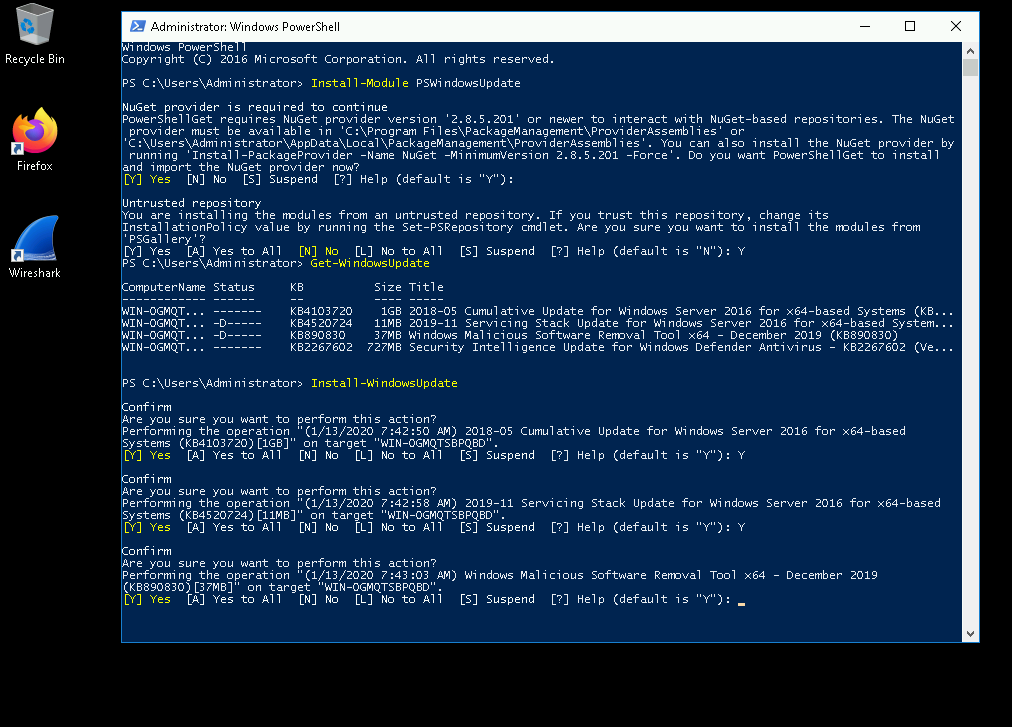 Recycle Bin
Firefox
Wireshark
Administrator: Windows PowerShell
Windows PowerShell
Copyright (C) 2016 Microsoft Corporation. All rights reserved.
PS C:\Users\Administrator> Install-Module PSWindowsUpdate
NuGet provider is required to continue
PowerShellGet requires NuGet provider version '2.8.5.201' or newer to interact with NuGet-based repositories. The NuGet
provider must be available in 'C:\Program Files\PackageManagement\ProviderAssemblies' or
'C:\Users\Administrator\AppData\Local\PackageManagement\ProviderAssemblies'. You can also install the NuGet provider by
running 'Install-PackageProvider -Name NuGet -MinimumVersion 2.8.5.201 -Force'. Do you want PowerShellGet to install
and import the NuGet provider now?
[Y] Yes  [N] No  [S] Suspend  [?] Help (default is "Y"):
Untrusted repository
You are installing the modules from an untrusted repository. If you trust this repository, change its
InstallationPolicy value by running the Set-PSRepository cmdlet. Are you sure you want to install the modules from
'PSGallery'?
[Y] Yes  [A] Yes to All  [N] No  [L] No to All  [S] Suspend  [?] Help (default is "N"): Y
PS C:\Users\Administrator> Get-WindowsUpdate
ComputerName Status     KB          Size Title
------------ ------     --          ---- -----
WIN-OGMQT... -------    KB4103720    1GB 2018-05 Cumulative Update for Windows Server 2016 for x64-based Systems (KB...
WIN-OGMQT... -D-----    KB4520724   11MB 2019-11 Servicing Stack Update for Windows Server 2016 for x64-based System...
WIN-OGMQT... -D-----    KB890830    37MB Windows Malicious Software Removal Tool x64 - December 2019 (KB890830)
WIN-OGMQT... -------    KB2267602  727MB Security Intelligence Update for Windows Defender Antivirus - KB2267602 (Ve...
PS C:\Users\Administrator> Install-WindowsUpdate
Confirm
Are you sure you want to perform this action?
Performing the operation "(1/13/2020 7:42:50 AM) 2018-05 Cumulative Update for Windows Server 2016 for x64-based
Systems (KB4103720)[1GB]" on target "WIN-OGMQTSBPQBD".
[Y] Yes  [A] Yes to All  [N] No  [L] No to All  [S] Suspend  [?] Help (default is "Y"): Y
Confirm
Are you sure you want to perform this action?
Performing the operation "(1/13/2020 7:42:58 AM) 2019-11 Servicing Stack Update for Windows Server 2016 for x64-based
Systems (KB4520724)[11MB]" on target "WIN-OGMQTSBPQBD".
[Y] Yes  [A] Yes to All  [N] No  [L] No to All  [S] Suspend  [?] Help (default is "Y"): Y
Confirm
Are you sure you want to perform this action?
Performing the operation "(1/13/2020 7:43:03 AM) Windows Malicious Software Removal Tool x64 - December 2019
(KB890830)[37MB]" on target "WIN-OGMQTSBPQBD".
[Y] Yes  [A] Yes to All  [N] No  [L] No to All  [S] Suspend  [?] Help (default is "Y"): _